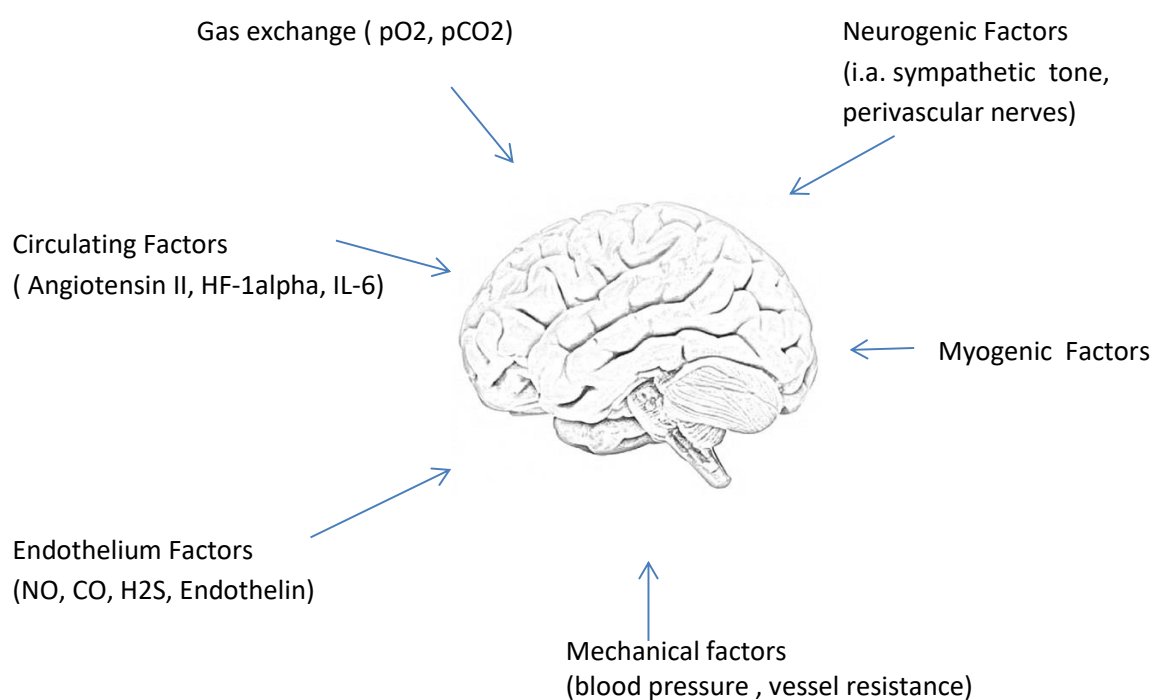 Gas exchange ( pO2, pCO2)
Neurogenic Factors
(i.a. sympathetic tone,
perivascular nerves)
Circulating Factors
( Angiotensin II, HF-1alpha, IL-6)
Myogenic Factors
Endothelium Factors
(NO, CO, H2S, Endothelin)
Mechanical factors
(blood pressure , vessel resistance)